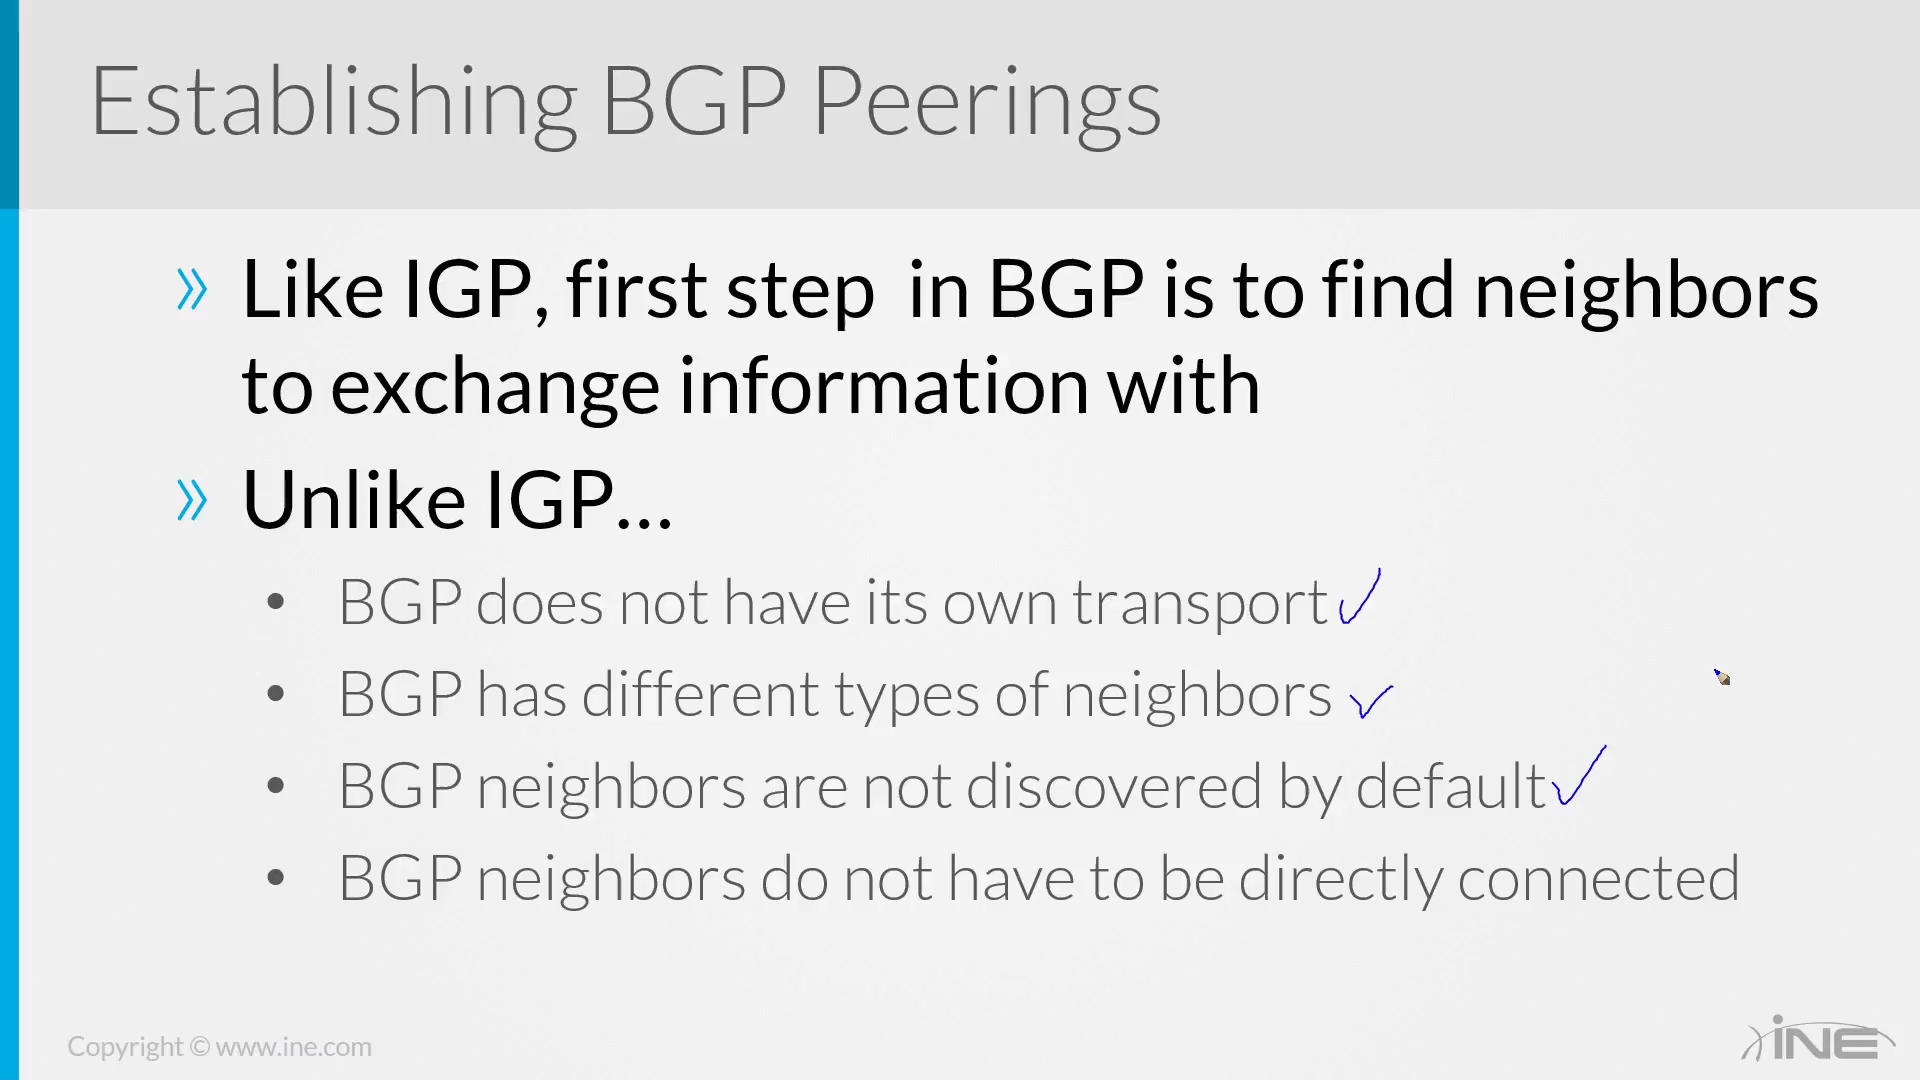 Establishing BGP Peerings
» Like IGP, first step in BGP is to find neighbors
to exchange information with
» Unlike IGP...
• BGP does not have its own transport
• BGP has different types of neighbors
• BGP neighbors are not discovered by default
• BGP neighbors do not have to be directly connected
Copyright © www.ine.com
iNE